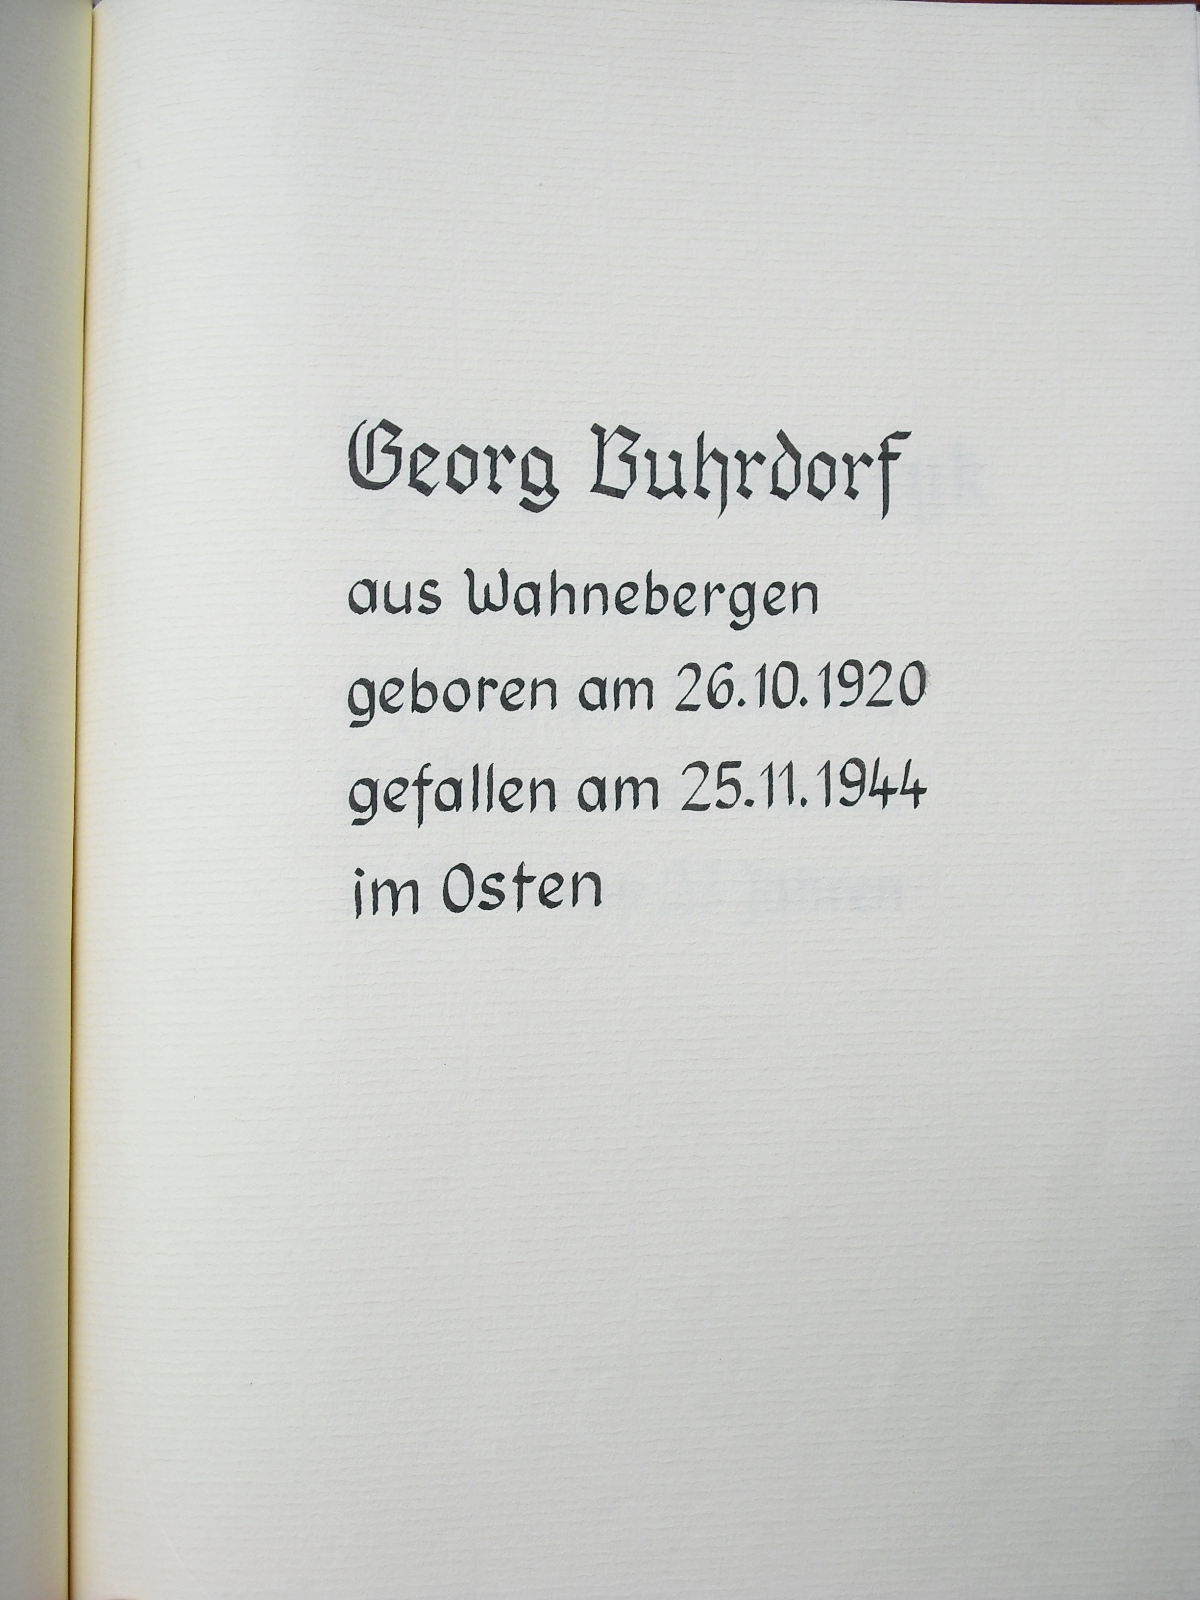 Georg Buhrdorf
aus Wahnebergen
geboren am 26.10.1920
gefallen am 25.11.1944
im Osten